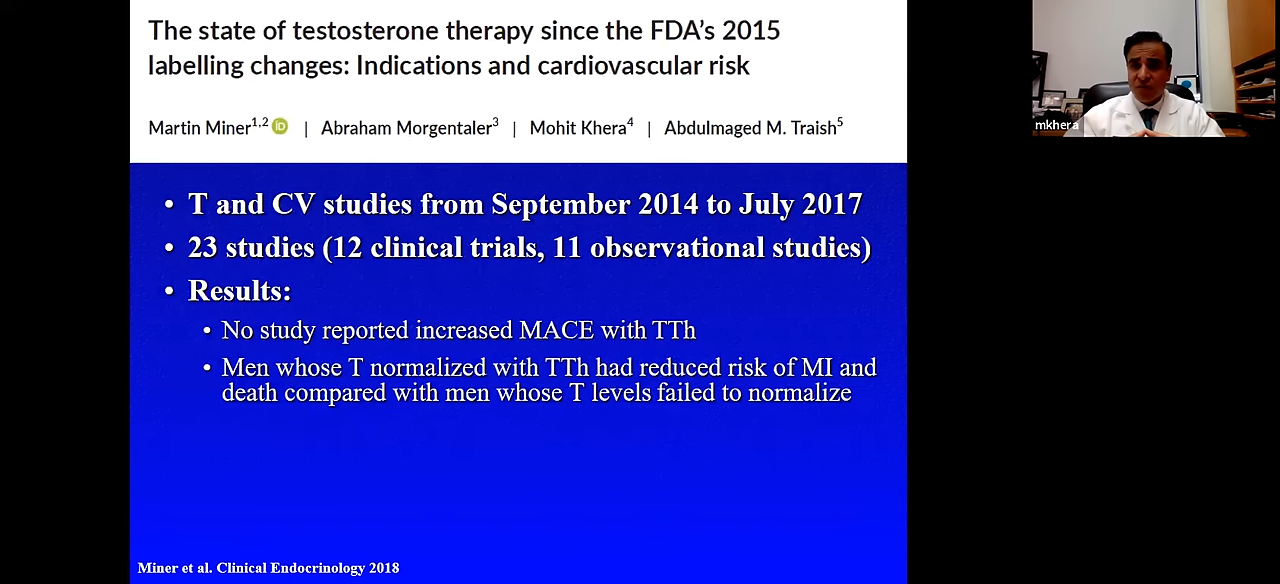 The state of testosterone therapy since the FDA's 2015
labelling changes: Indications and cardiovascular risk
Martin Miner1,2 iD | Abraham Morgentaler3 | Mohit Khera4 | Abdulmaged M. Traish5
mkhera
• T and CV studies from September 2014 to July 2017
• 23 studies (12 clinical trials, 11 observational studies)
• Results:
• No study reported increased MACE with TTh
• Men whose T normalized with TTh had reduced risk of MI and
death compared with men whose T levels failed to normalize
Miner et al. Clinical Endocrinology 2018